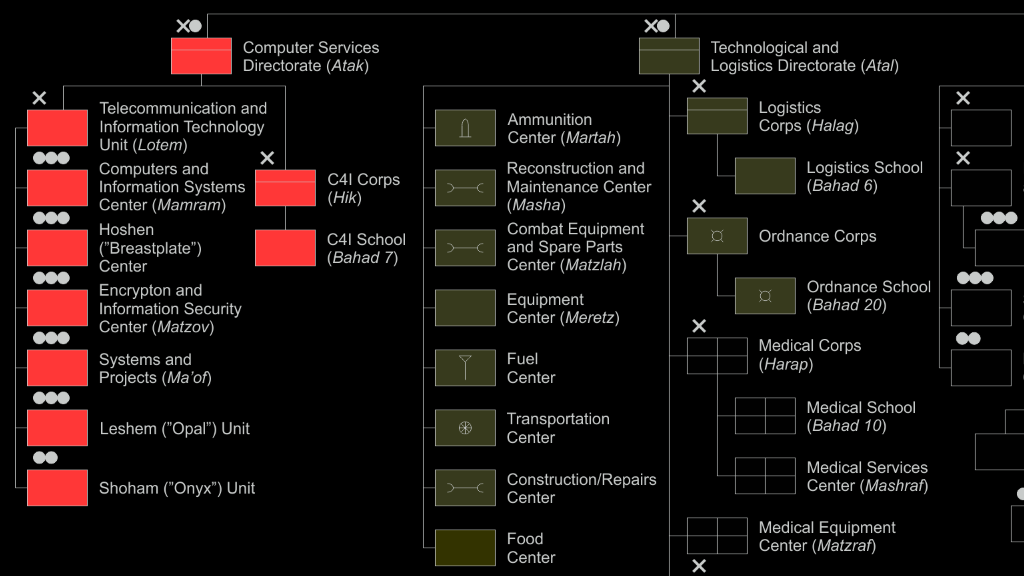 Computer Services
Directorate (Atak)
Telecommunication and
Information Technology
Unit (Lotem)
Computers and
Information Systems
Center (Mamram)
Hoshen
("Breastplate")
Center
Encrypton and
Information Security
Center (Matzov)
Systems and
Projects (Ma'of)
Leshem ("Opal") Unit
Shoham ("Onyx") Unit
C4I Corps
(Hik)
C4I School
(Bahad 7)
Technological and
Logistics Directorate (Atal)
Ammunition
Center (Martah)
Reconstruction and
Maintenance Center
(Masha)
Combat Equipment
and Spare Parts
Center (Matzlah)
Equipment
Center (Meretz)
Fuel
Center
Transportation
Center
Construction/Repairs
Center
Food
Center
Logistics
Corps (Halag)
Logistics School
(Bahad 6)
Ordnance Corps
Ordnance School
(Bahad 20)
Medical Corps
(Harap)
Medical School
(Bahad 10)
Medical Services
Center (Mashraf)
Medical Equipment
Center (Matzraf)